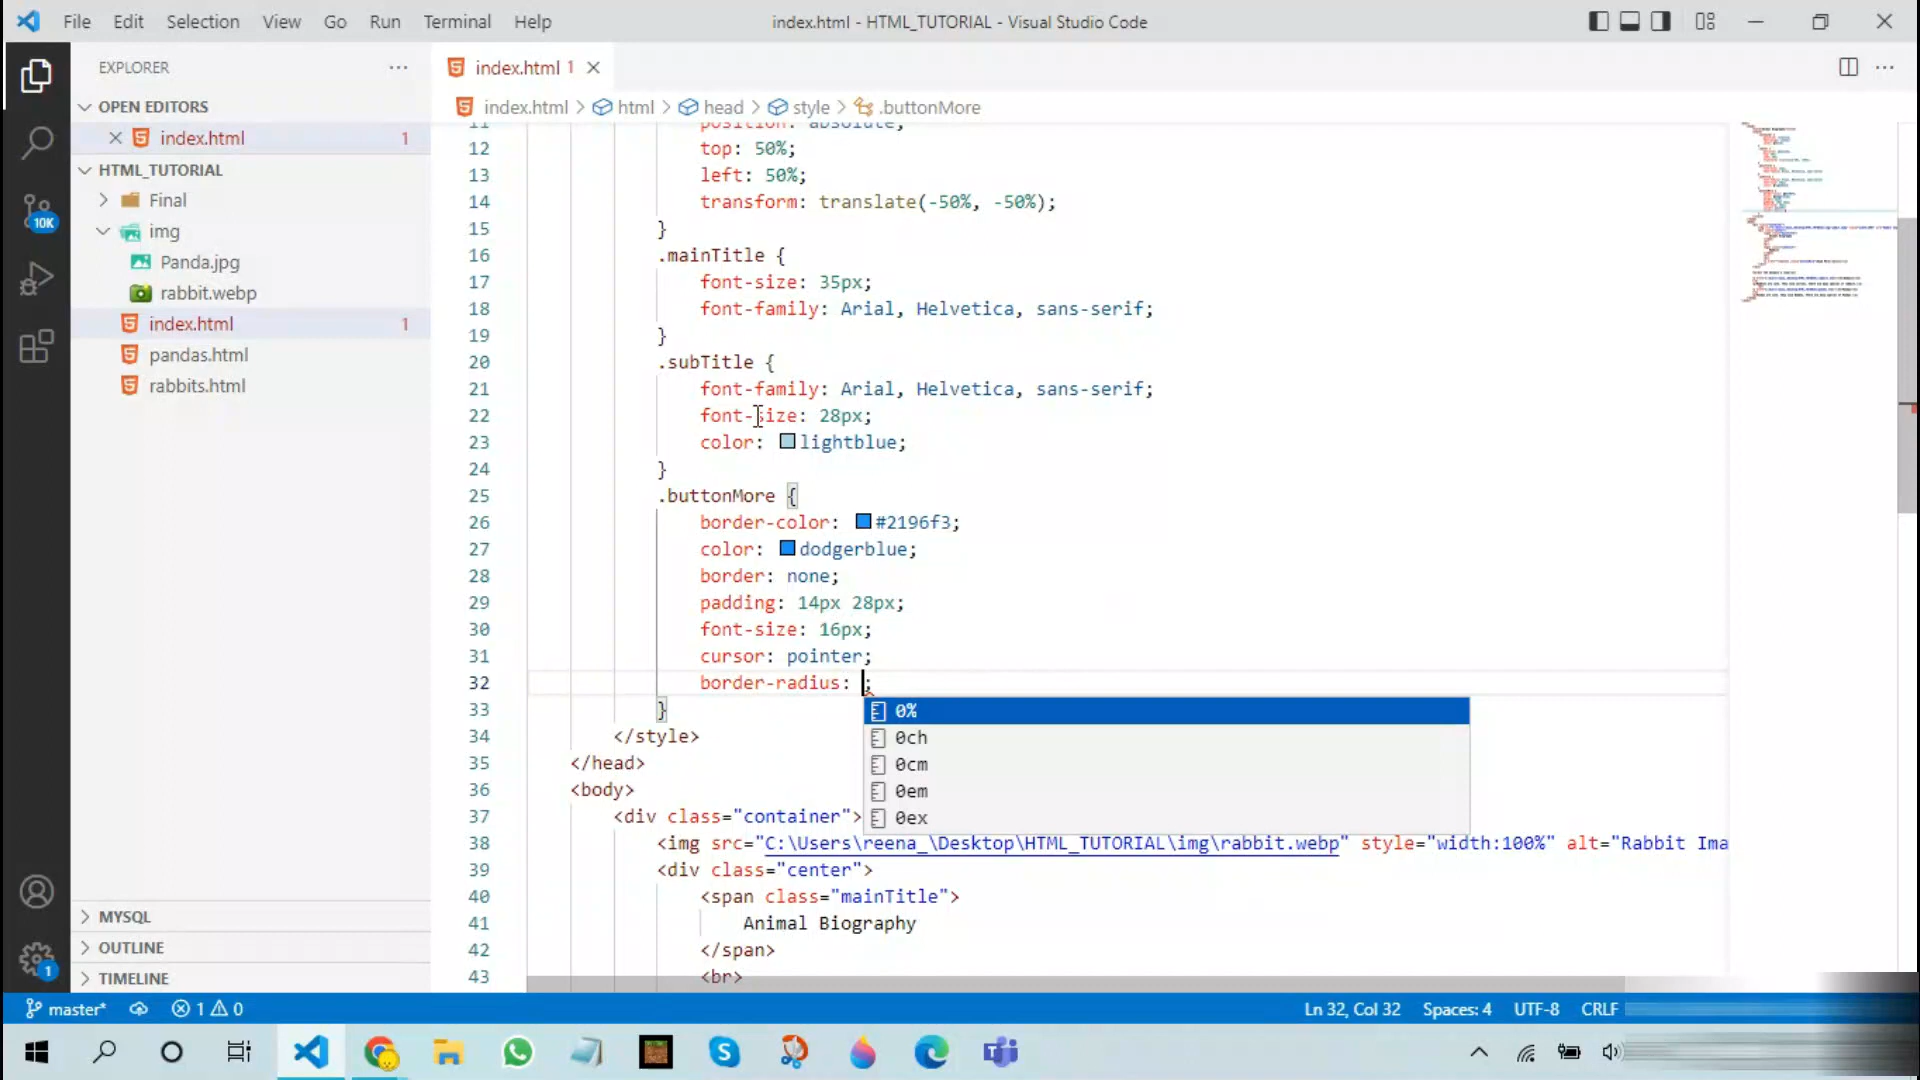 File Edit Selection View Go Run Terminal Help index.html - HTML_TUTORIAL - Visual Studio Code
EXPLORER
index.html 1
OPEN EDITORS
index.html > html > head > style > .buttonMore
index.html 1
HTML_TUTORIAL
Final
img
Panda.jpg
rabbit.webp
index.html 1
pandas.html
rabbits.html
MYSQL
OUTLINE
TIMELINE
10K
1
11 position: absolute;
12 top: 50%;
13 left: 50%;
14 transform: translate(-50%, -50%);
15 }
16 .mainTitle {
17 font-size: 35px;
18 font-family: Arial, Helvetica, sans-serif;
19 }
20 .subTitle {
21 font-family: Arial, Helvetica, sans-serif;
22 font-size: 28px;
23 color: lightblue;
24 }
25 .buttonMore {
26 border-color: #2196f3;
27 color: dodgerblue;
28 border: none;
29 padding: 14px 28px;
30 font-size: 16px;
31 cursor: pointer;
32 border-radius: ;
33 }
0%
0ch
0cm
0em
0ex
34 </style>
35 </head>
36 <body>
37 <div class="container">
38 <img src="C:\Users\reena_\Desktop\HTML_TUTORIAL\img\rabbit.webp" style="width:100%" alt="Rabbit Ima
39 <div class="center">
40 <span class="mainTitle">
41 Animal Biography
42 </span>
43 <br>
master* 1 0 Ln 32, Col 32 Spaces: 4 UTF-8 CRLF